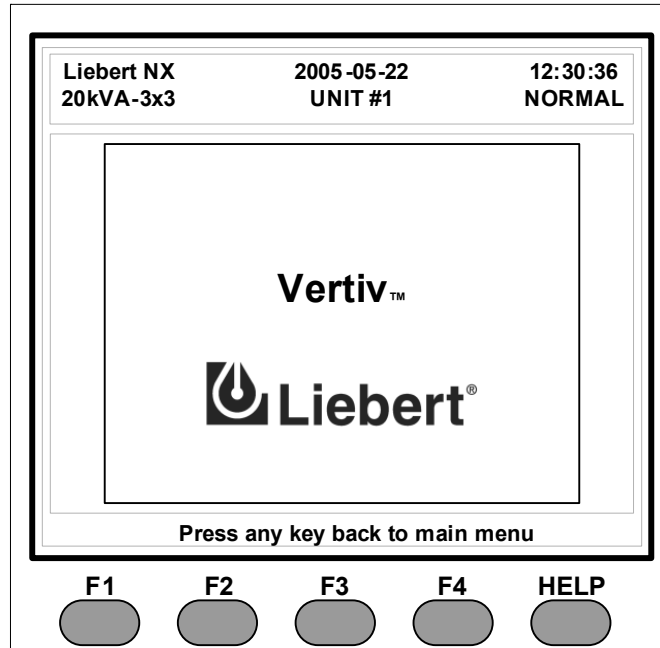 Liebert NX 2005-05-22 12:30:36
20kVA-3x3 UNIT #1 NORMAL
Vertiv™
Liebert®
Press any key back to main menu
F1 F2 F3 F4 HELP